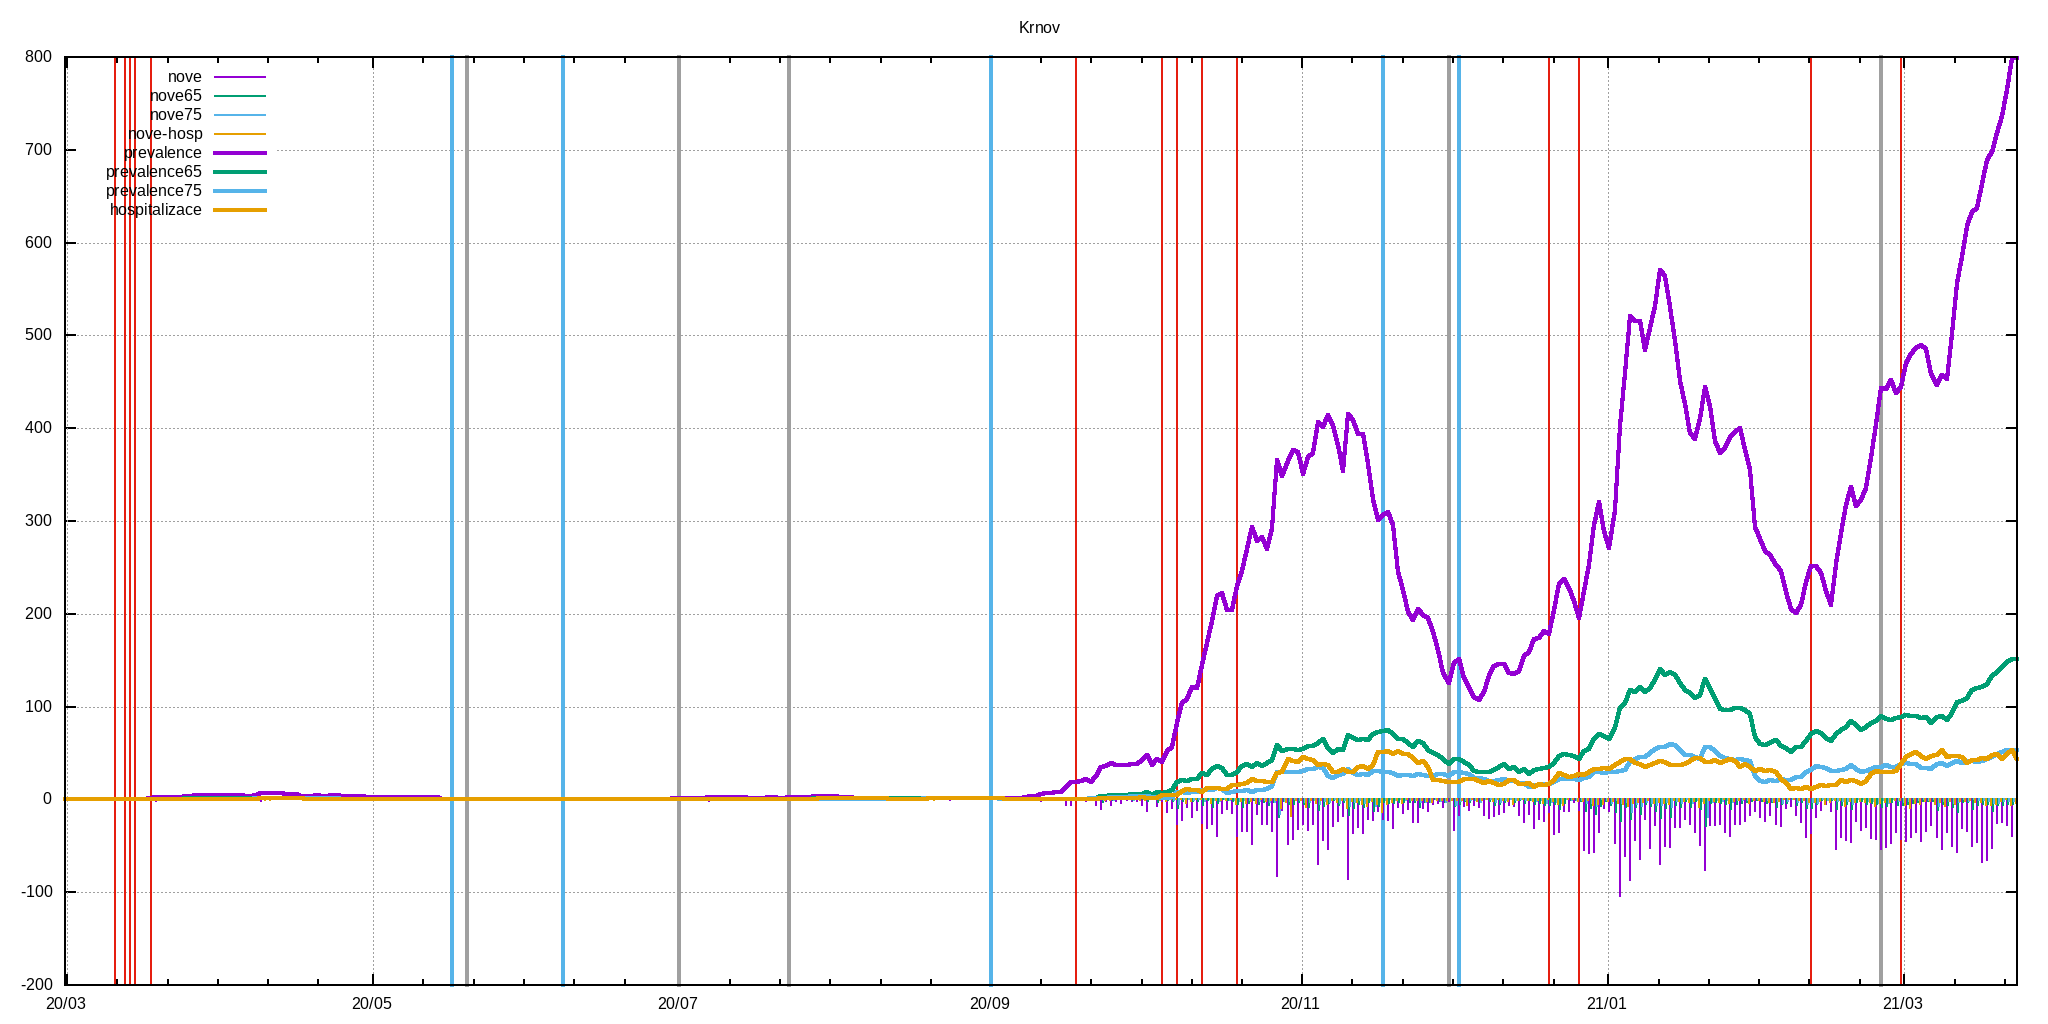 Krnov
800
700
600
500
400
300
200
100
0
-100
-200
nove
nove65
nove75
nove-hosp
prevalence
prevalence65
prevalence75
hospitalizace
20/03 20/05 20/07 20/09 20/11 21/01 21/03